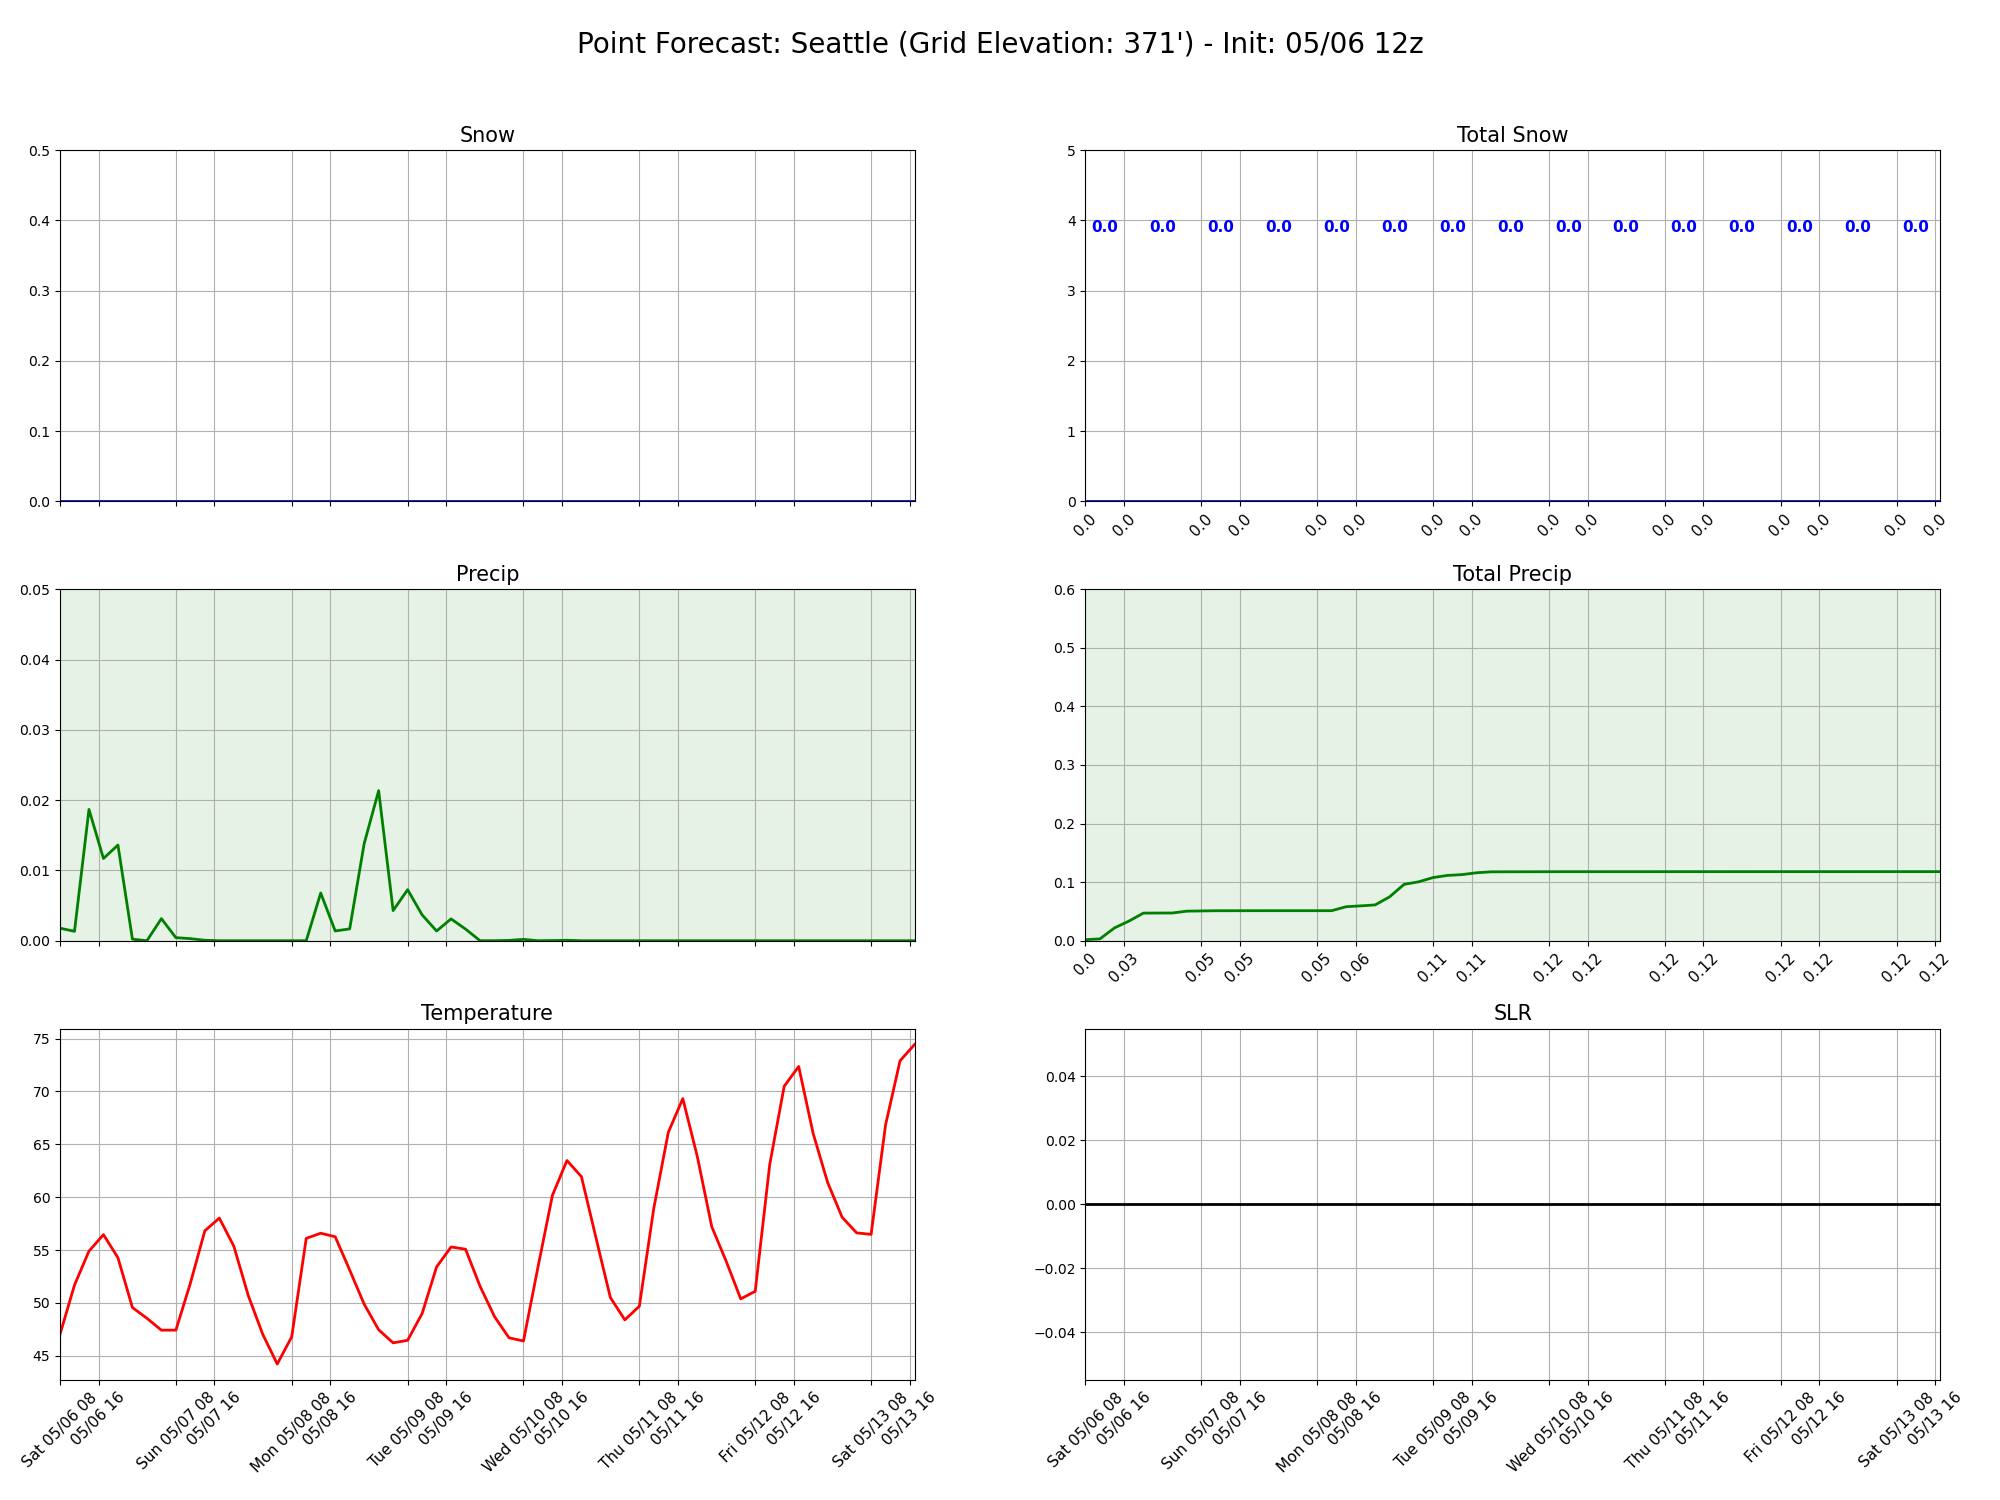 Point Forecast: Seattle (Grid Elevation: 371') - Init: 05/06 12z
Snow
0.5
0.4
0.3
0.2
0.1
0.0
Total Snow
5
4
3
2
1
0
0.0 0.0 0.0 0.0 0.0 0.0 0.0 0.0 0.0 0.0 0.0 0.0 0.0 0.0 0.0
0.0 0.0 0.0 0.0 0.0 0.0 0.0 0.0 0.0 0.0 0.0 0.0 0.0 0.0 0.0 0.0
Precip
0.05
0.04
0.03
0.02
0.01
0.00
Total Precip
0.6
0.5
0.4
0.3
0.2
0.1
0.0
0.0 0.03 0.05 0.05 0.05 0.06 0.11 0.11 0.12 0.12 0.12 0.12 0.12 0.12 0.12 0.12
Temperature
75
70
65
60
55
50
45
Sat 05/06 08
05/06 16
Sun 05/07 08
05/07 16
Mon 05/08 08
05/08 16
Tue 05/09 08
05/09 16
Wed 05/10 08
05/10 16
Thu 05/11 08
05/11 16
Fri 05/12 08
05/12 16
Sat 05/13 08
05/13 16
SLR
0.04
0.02
0.00
−0.02
−0.04
Sat 05/06 08
05/06 16
Sun 05/07 08
05/07 16
Mon 05/08 08
05/08 16
Tue 05/09 08
05/09 16
Wed 05/10 08
05/10 16
Thu 05/11 08
05/11 16
Fri 05/12 08
05/12 16
Sat 05/13 08
05/13 16